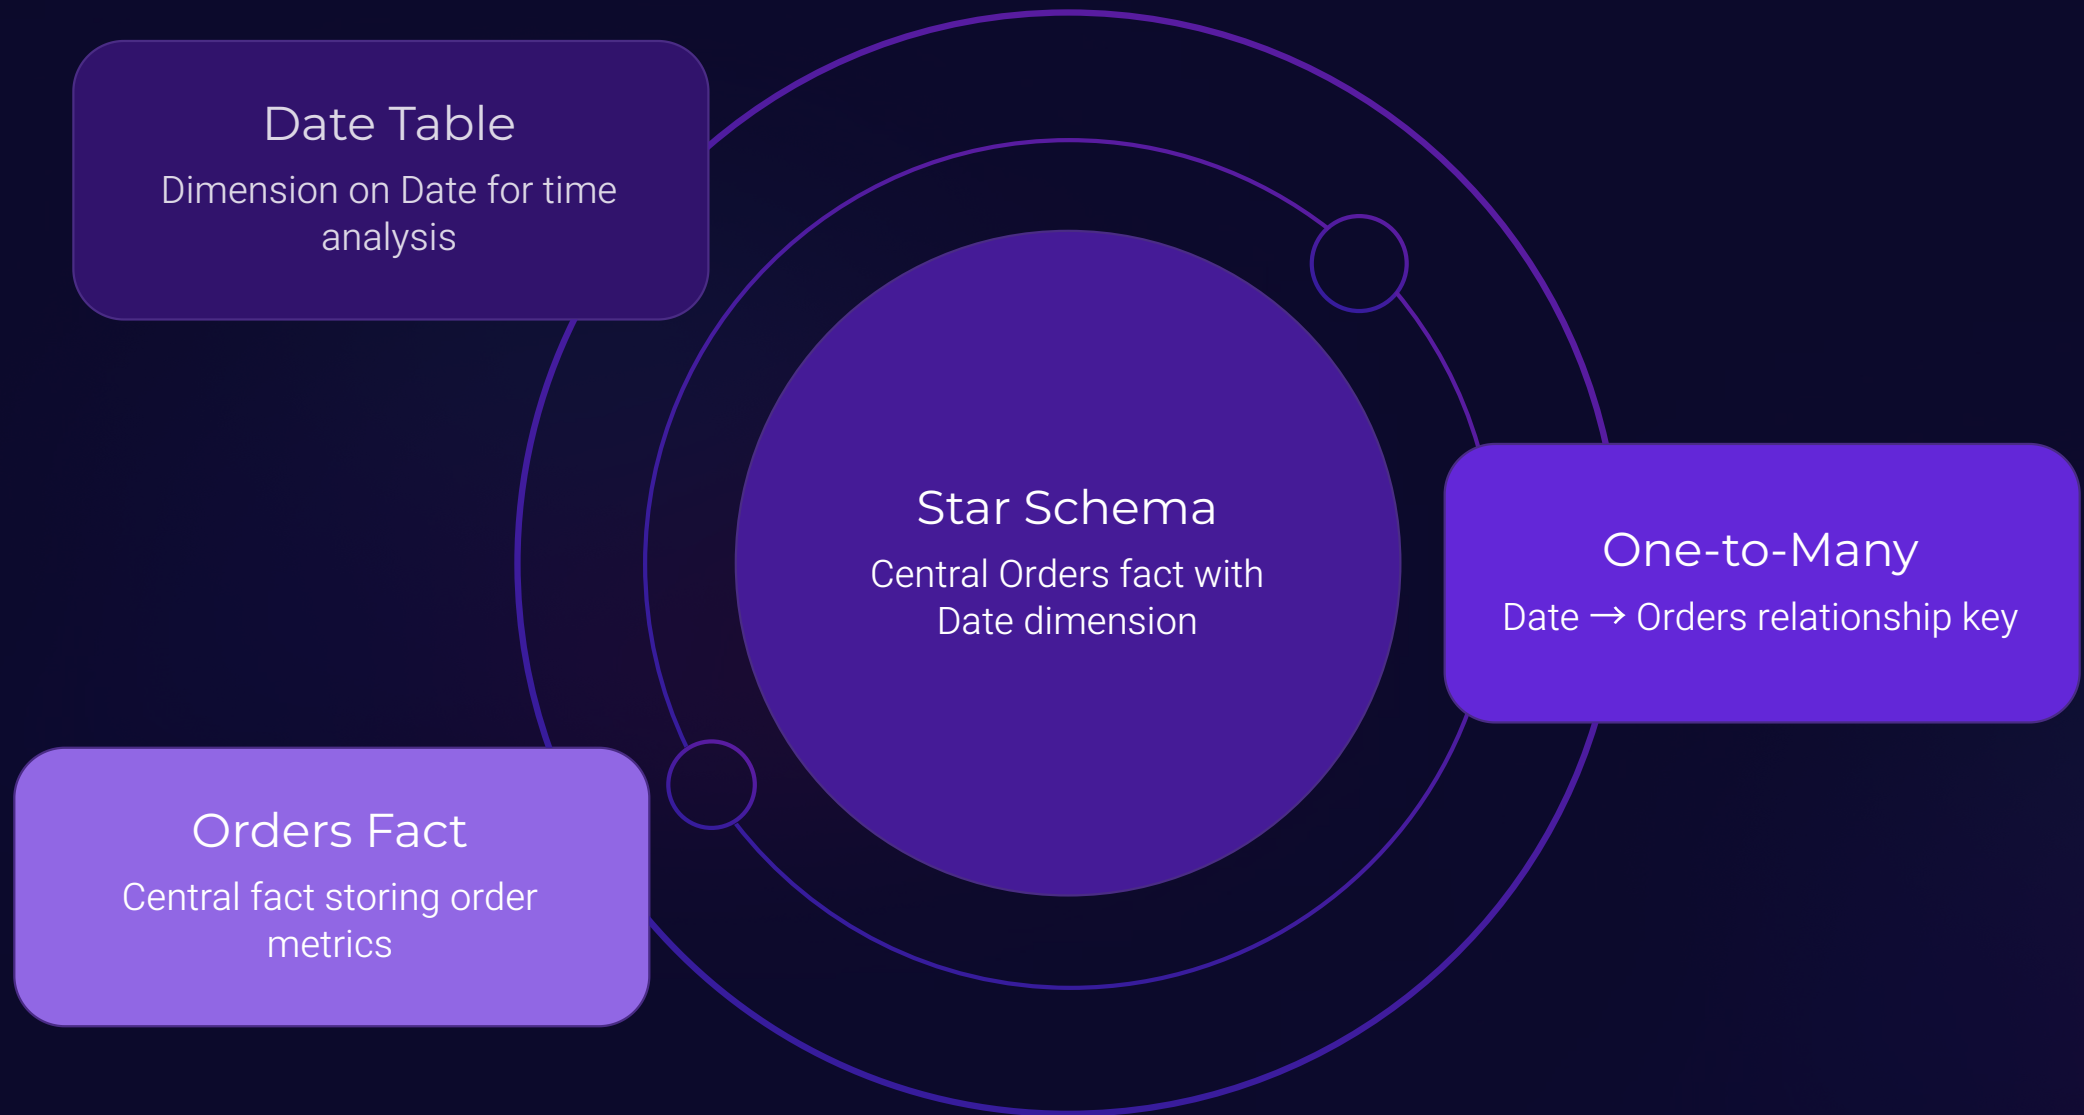 Date Table
Dimension on Date for time
analysis
Star Schema
Central Orders fact with
Date dimension
One-to-Many
Date → Orders relationship key
Orders Fact
Central fact storing order
metrics